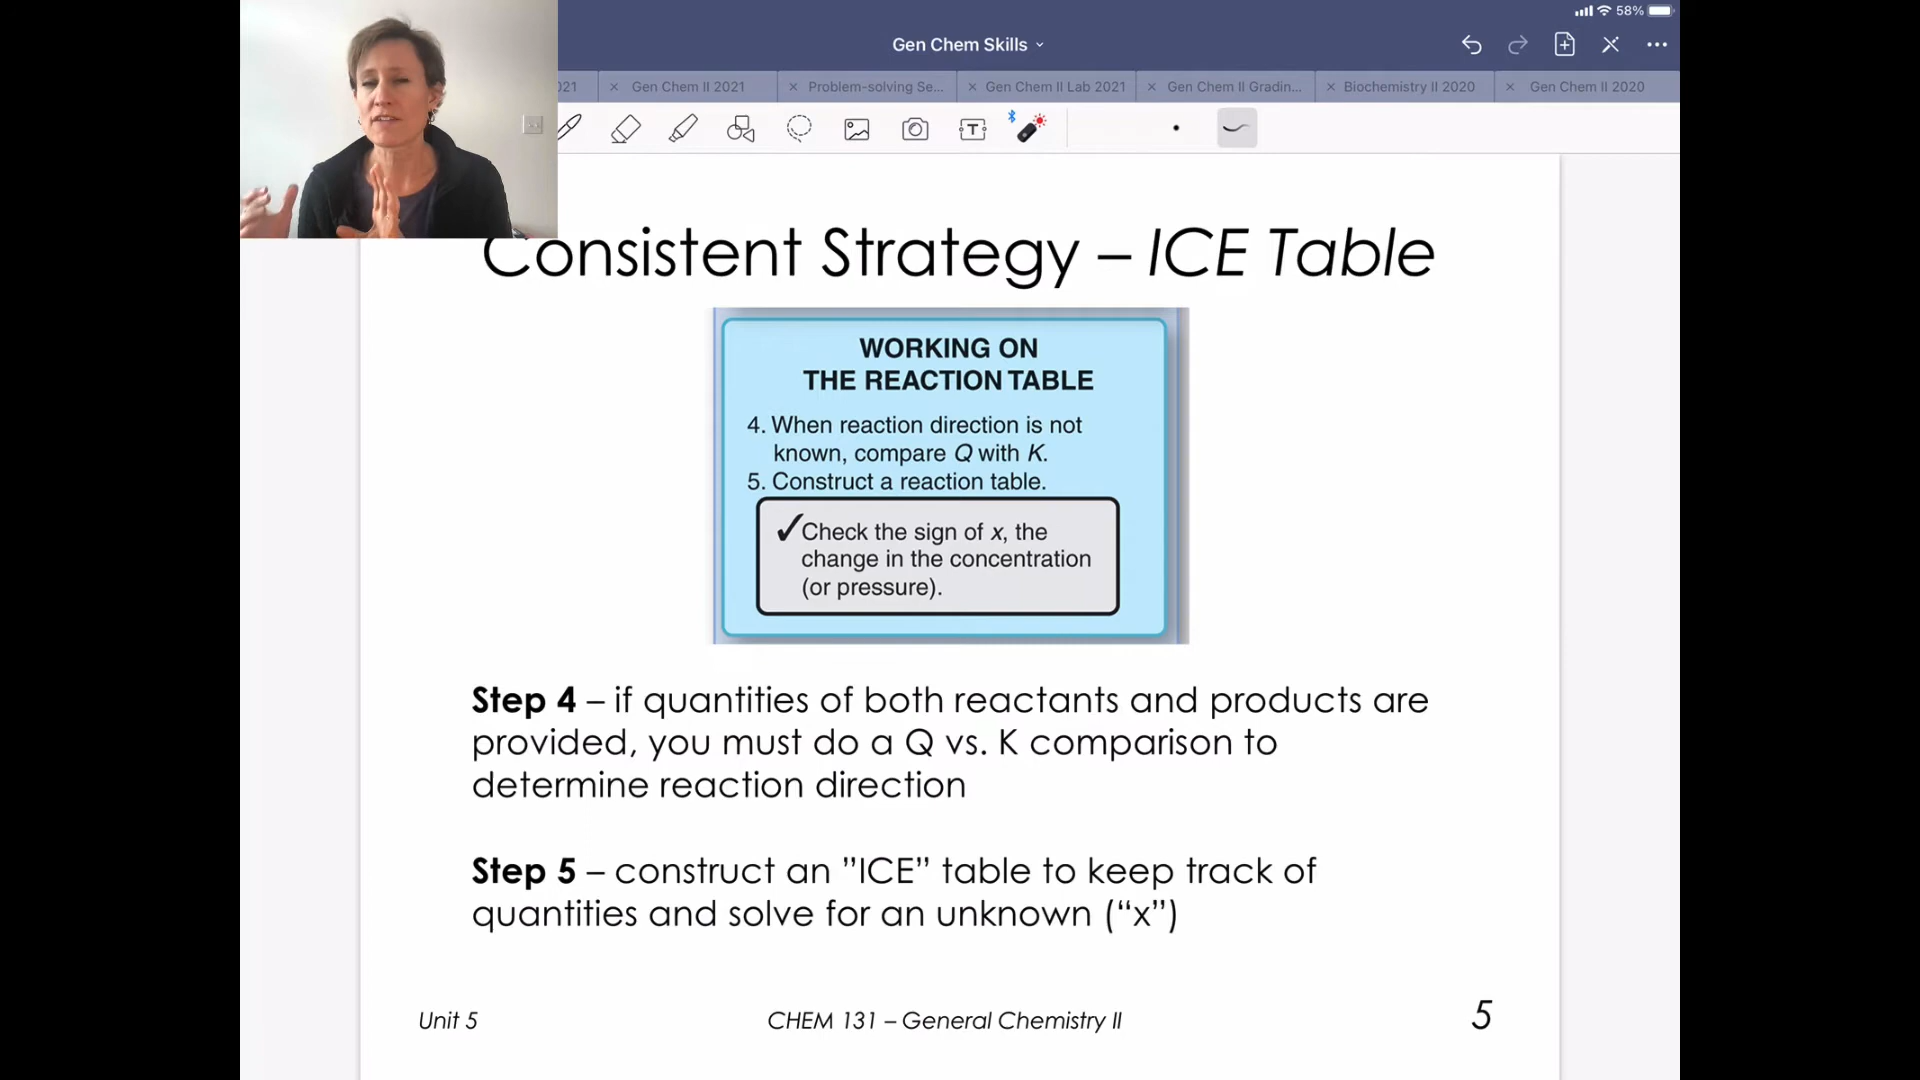 58%
Gen Chem Skills
021
Gen Chem II 2021
Problem-solving Se...
Gen Chem II Lab 2021
Gen Chem II Gradin...
Biochemistry II 2020
Gen Chem II 2020
T
Consistent Strategy – ICE Table
WORKING ON
THE REACTION TABLE
4. When reaction direction is not
known, compare Q with K.
5. Construct a reaction table.
✓Check the sign of x, the
change in the concentration
(or pressure).
Step 4 – if quantities of both reactants and products are
provided, you must do a Q vs. K comparison to
determine reaction direction
Step 5 – construct an ”ICE” table to keep track of
quantities and solve for an unknown (“x”)
Unit 5
CHEM 131 – General Chemistry II
5